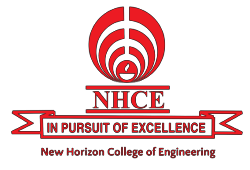 NHCE
IN PURSUIT OF EXCELLENCE
New Horizon College of Engineering